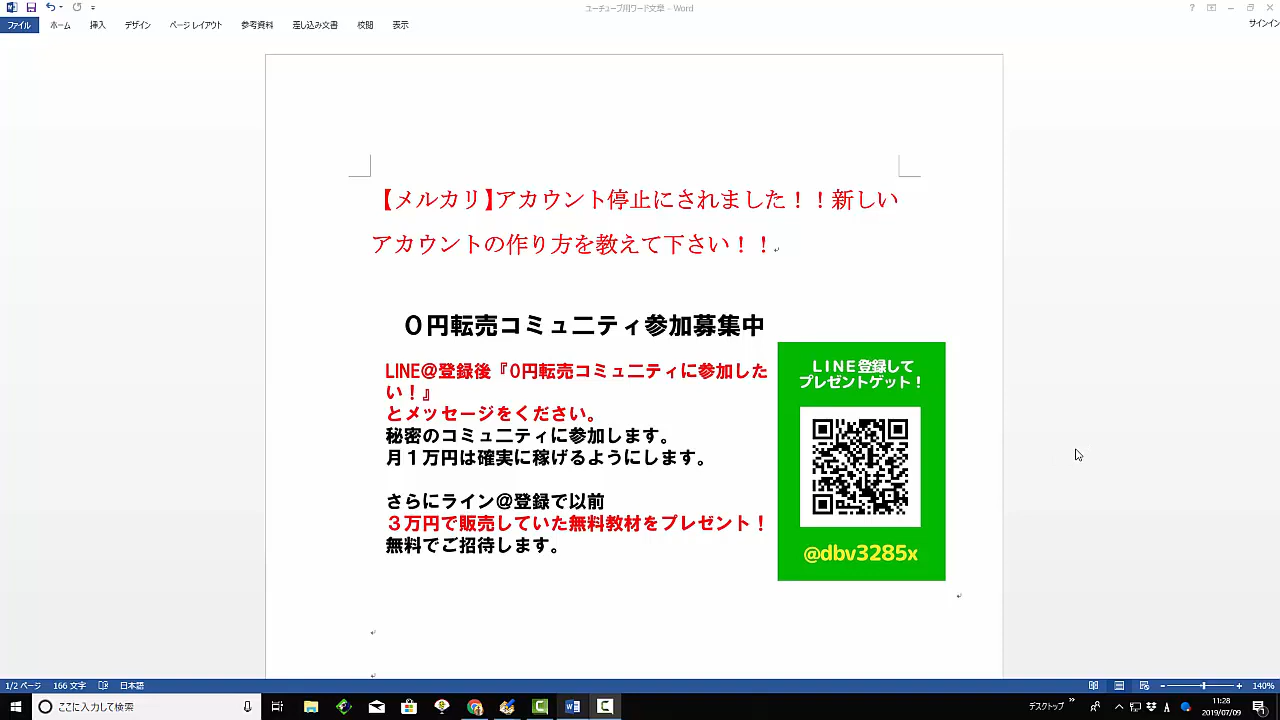 ユーチューブ用ワード文章 - Word
ファイル ホーム 挿入 デザイン ページ レイアウト 参考資料 差し込み文書 校閲 表示 サインイン
【メルカリ】アカウント停止にされました！！新しい
アカウントの作り方を教えて下さい！！
０円転売コミュニティ参加募集中
LINE@登録後『0円転売コミュニティに参加した
い！』
とメッセージをください。
秘密のコミュニティに参加します。
月１万円は確実に稼げるようにします。
さらにライン@登録で以前
３万円で販売していた無料教材をプレゼント！
無料でご招待します。
ＬＩＮＥ登録して
プレゼントゲット！
@dbv3285x
1/2 ページ 166 文字 日本語 140%
ここに入力して検索 デスクトップ A 11:28
2019/07/09